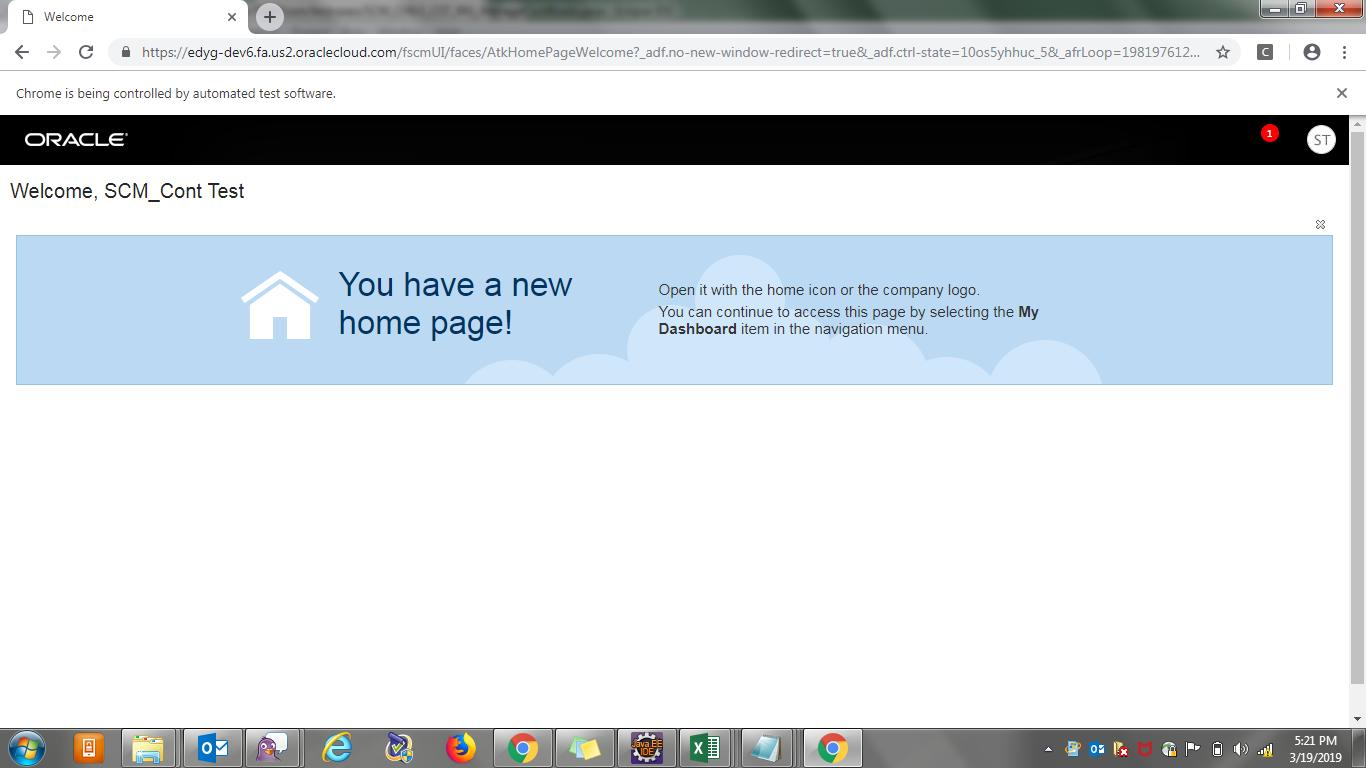 Welcome
https://edyg-dev6.fa.us2.oraclecloud.com/fscmUI/faces/AtkHomePageWelcome?_adf.no-new-window-redirect=true&_adf.ctrl-state=10os5yhhuc_5&_afrLoop=198197612...
C
Chrome is being controlled by automated test software.
ORACLE
1
ST
Welcome, SCM_Cont Test
You have a new
home page!
Open it with the home icon or the company logo.
You can continue to access this page by selecting the My
Dashboard item in the navigation menu.
Java EE
IDE
5:21 PM
3/19/2019